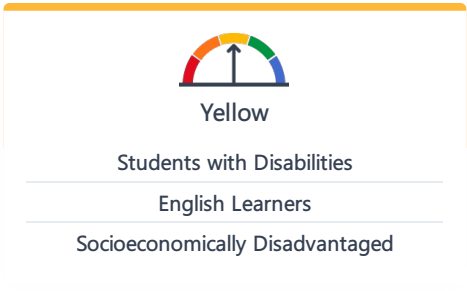 Yellow
Students with Disabilities
English Learners
Socioeconomically Disadvantaged